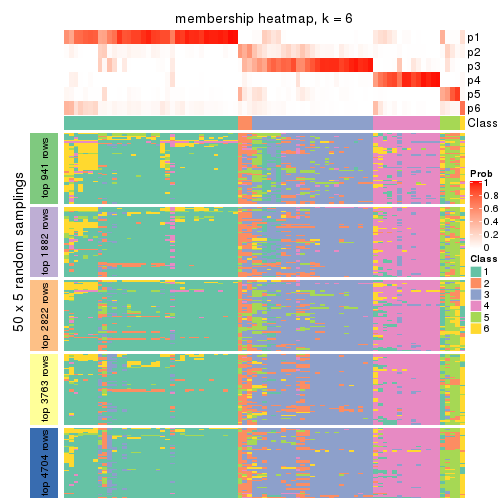 membership heatmap, k = 6
p1
p2
p3
p4
p5
p6
Class
50 x 5 random samplings
top 941 rows
top 1882 rows
top 2822 rows
top 3763 rows
top 4704 rows
Prob
1
0.8
0.6
0.4
0.2
0
Class
1
2
3
4
5
6